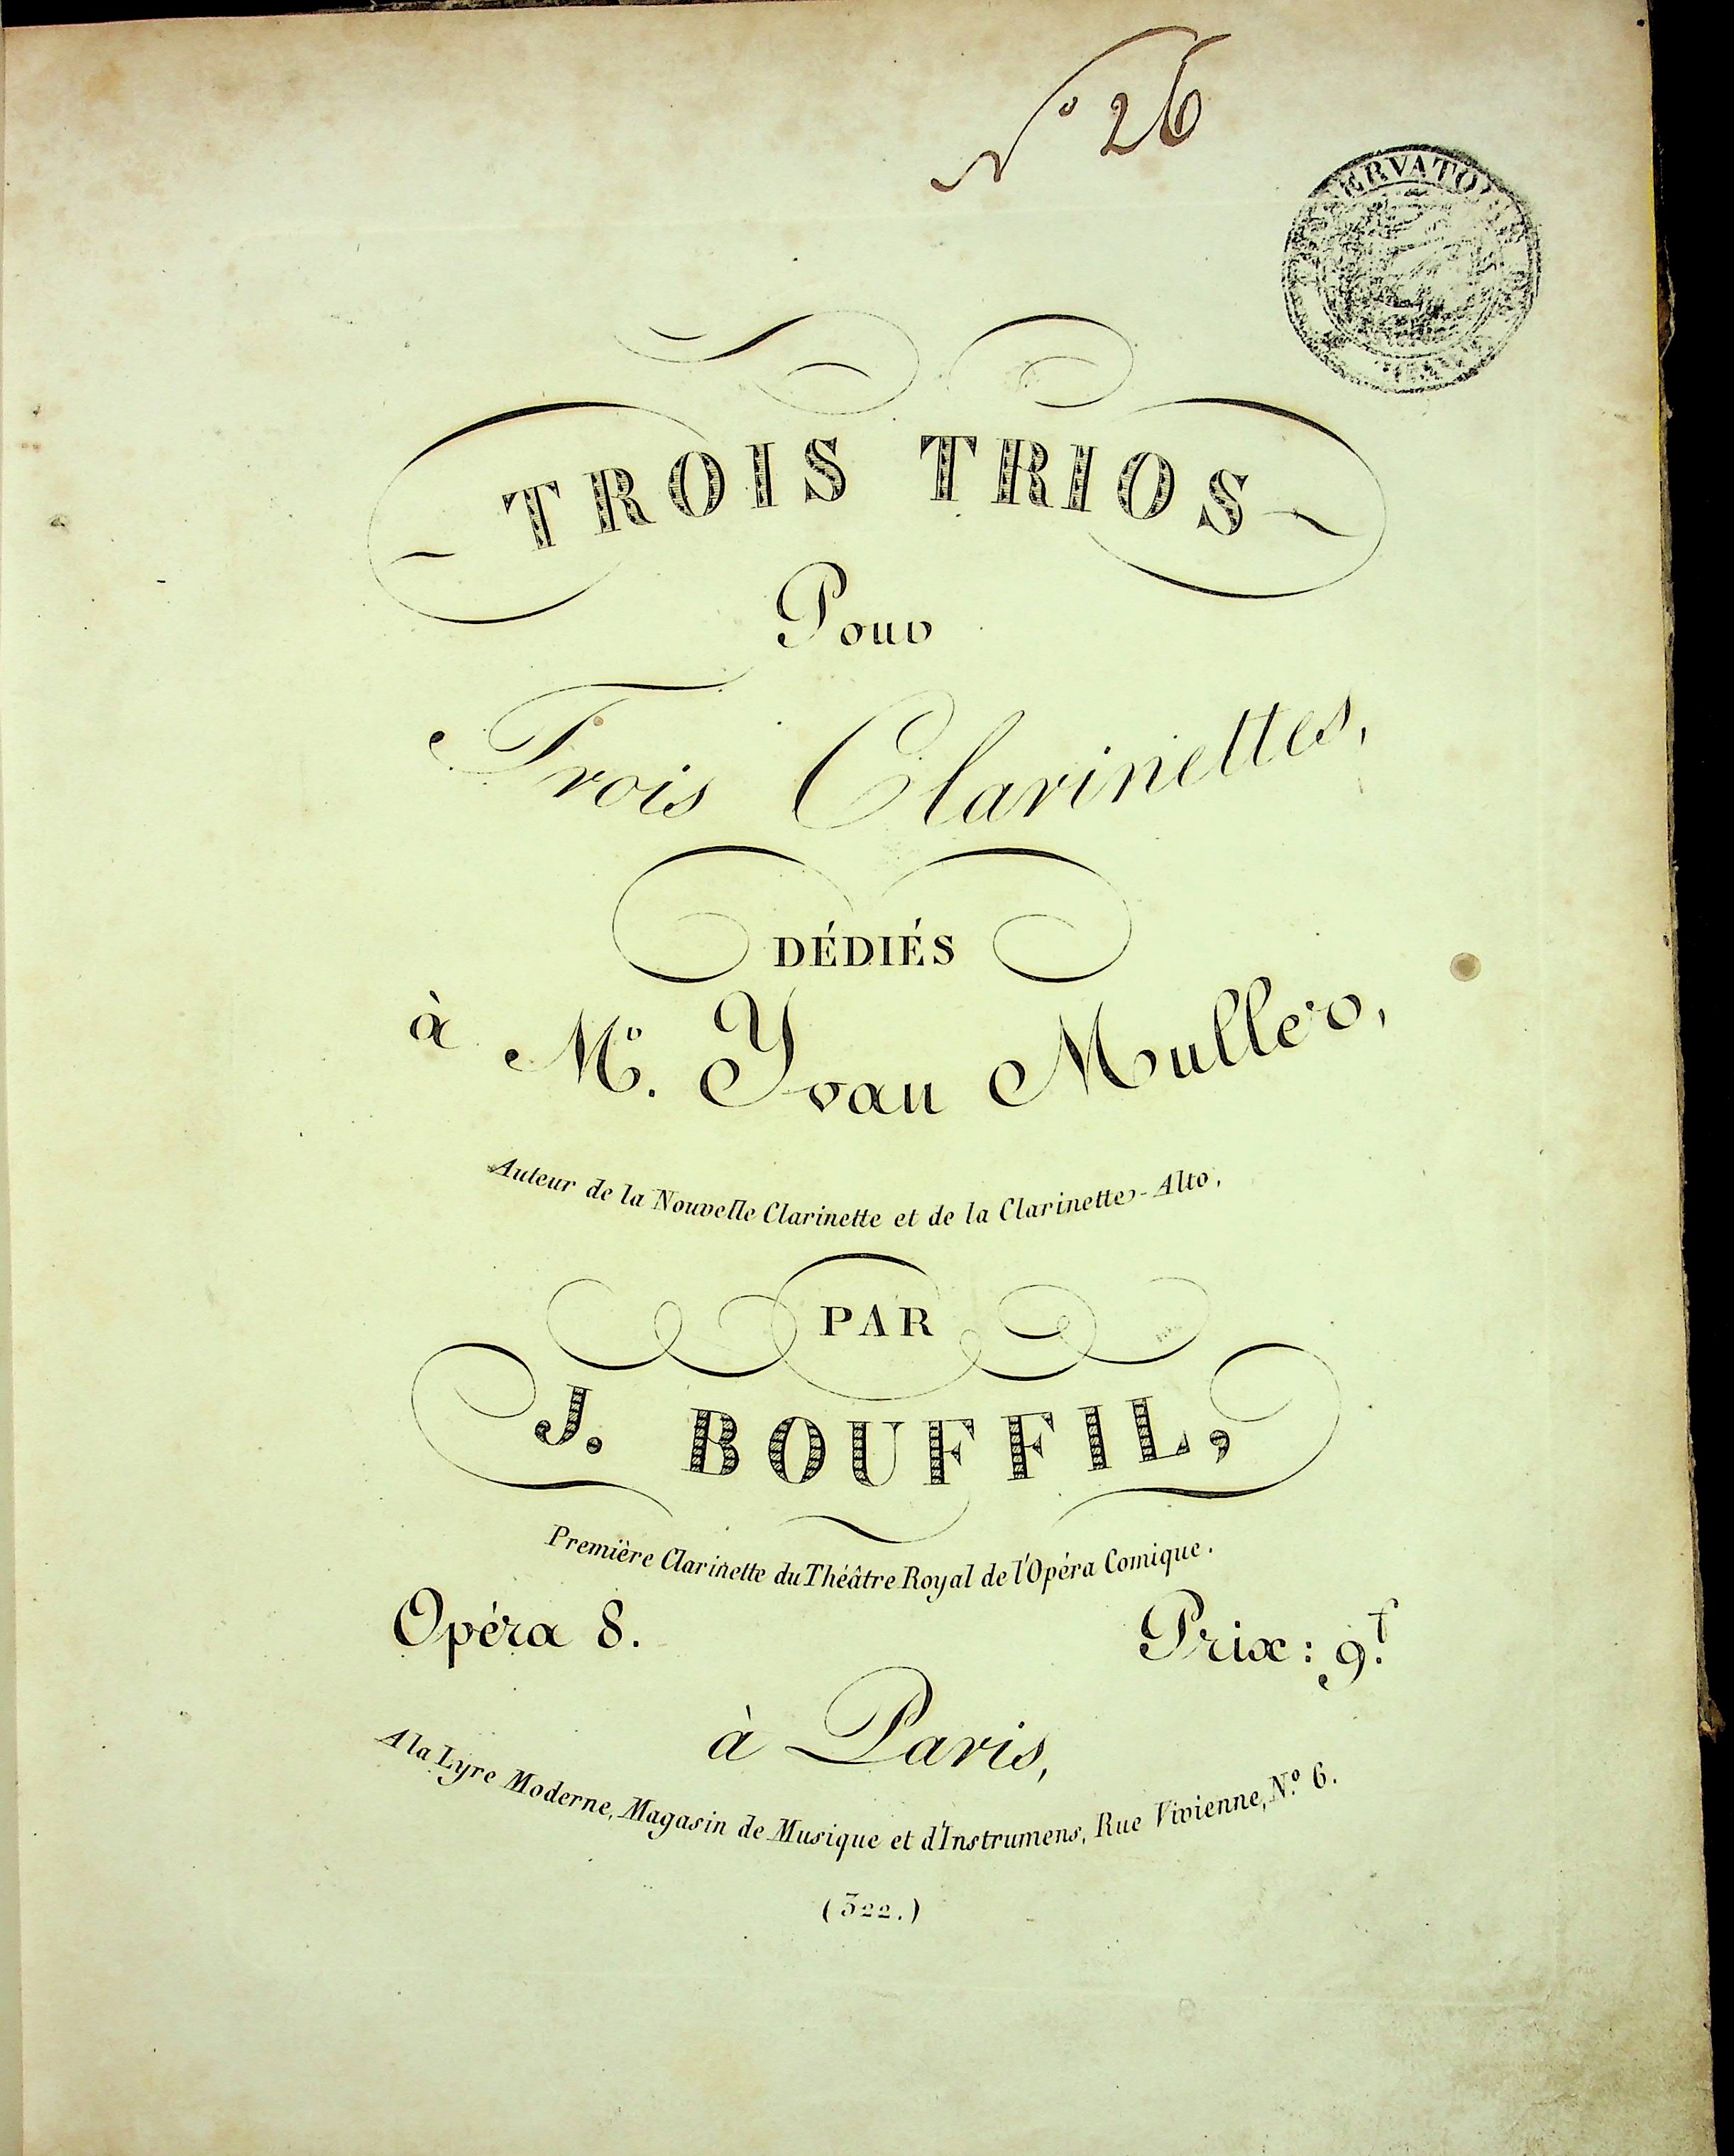 N° 26
TROIS TRIOS
Pour
Trois Clarinettes,
DÉDIÉS
à Mr. Yvan Muller,
Auteur de la Nouvelle Clarinette et de la Clarinette-Alto,
PAR
J. BOUFFIL,
Première Clarinette du Théâtre Royal de l'Opéra Comique.
Opéra 8.
Prix: 9f.
à Paris,
A la Lyre Moderne, Magasin de Musique et d'Instrumens, Rue Vivienne, N.° 6.
(322.)